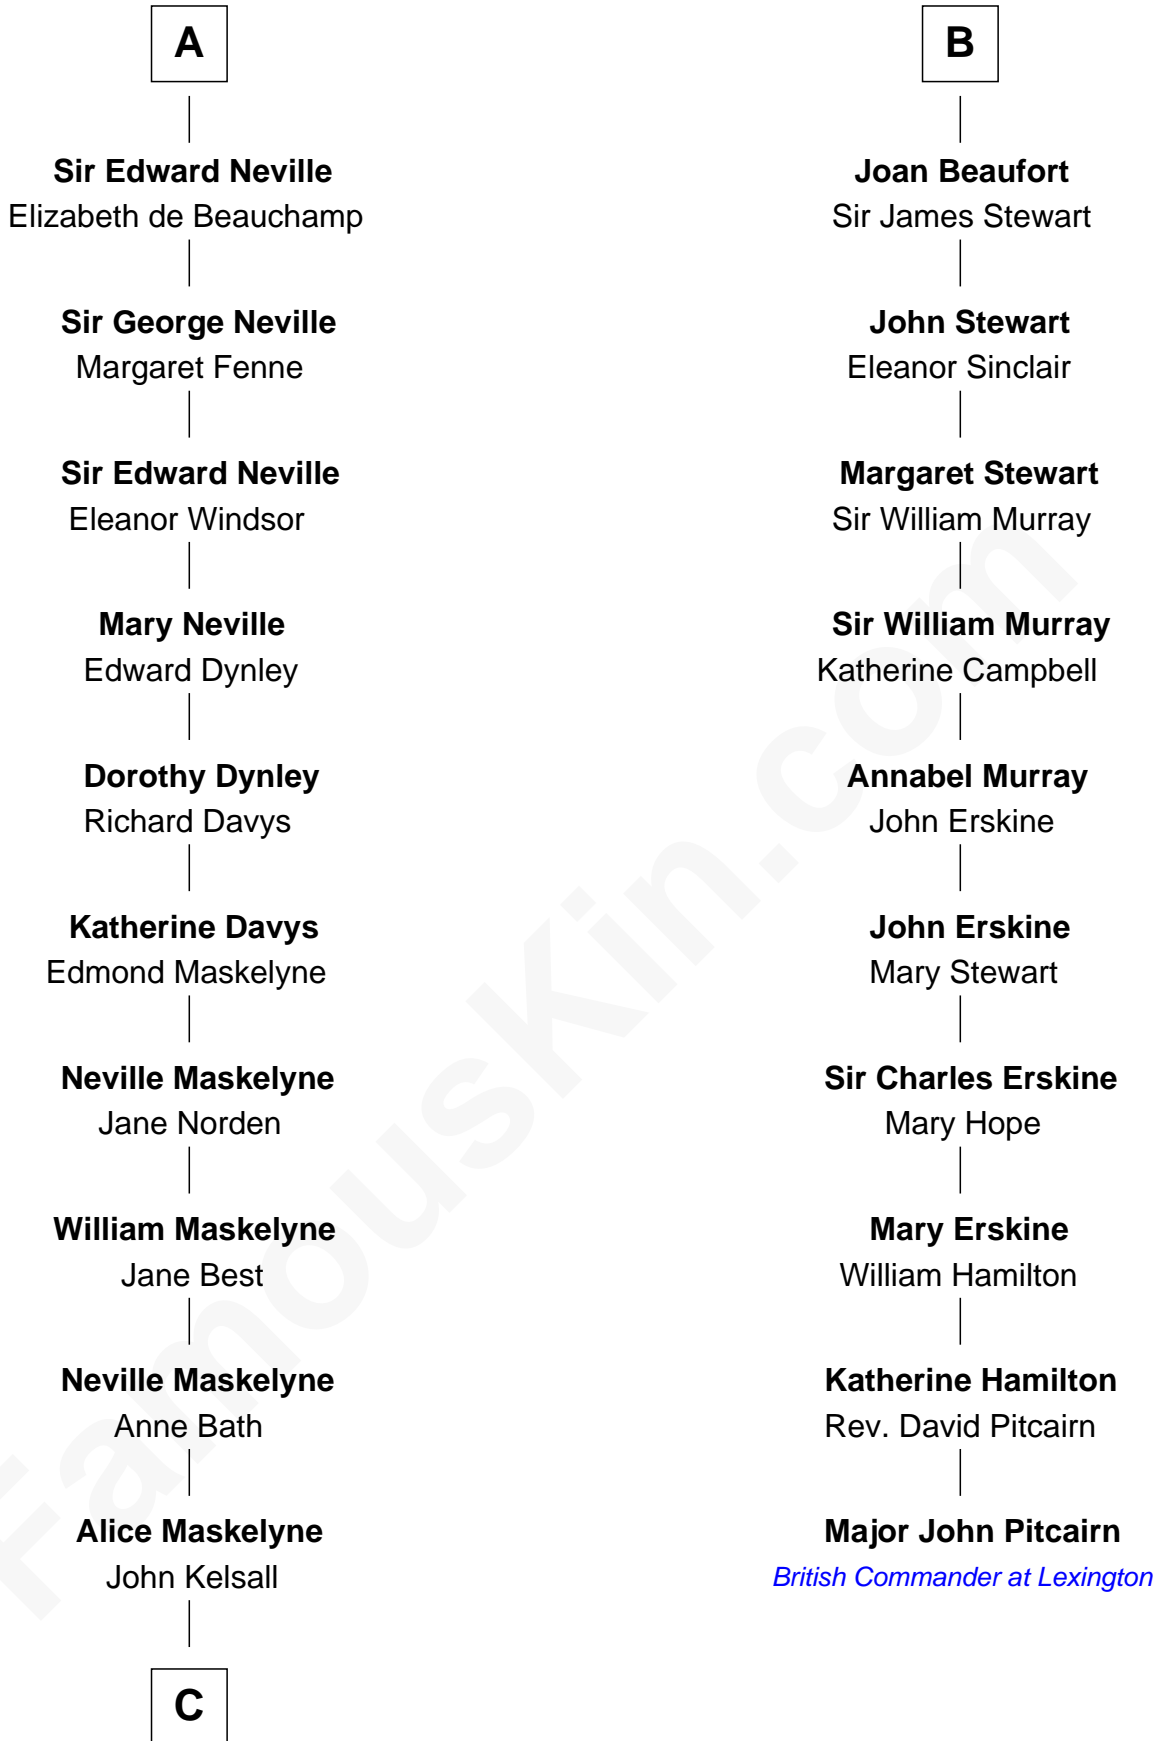 A
Sir Edward Neville
Elizabeth de Beauchamp
Sir George Neville
Margaret Fenne
Sir Edward Neville
Eleanor Windsor
Mary Neville
Edward Dynley
Dorothy Dynley
Richard Davys
Katherine Davys
Edmond Maskelyne
Neville Maskelyne
Jane Norden
William Maskelyne
Jane Best
Neville Maskelyne
Anne Bath
Alice Maskelyne
John Kelsall
C
B
Joan Beaufort
Sir James Stewart
John Stewart
Eleanor Sinclair
Margaret Stewart
Sir William Murray
Sir William Murray
Katherine Campbell
Annabel Murray
John Erskine
John Erskine
Mary Stewart
Sir Charles Erskine
Mary Hope
Mary Erskine
William Hamilton
Katherine Hamilton
Rev. David Pitcairn
Major John Pitcairn
British Commander at Lexington
FamousKin.com